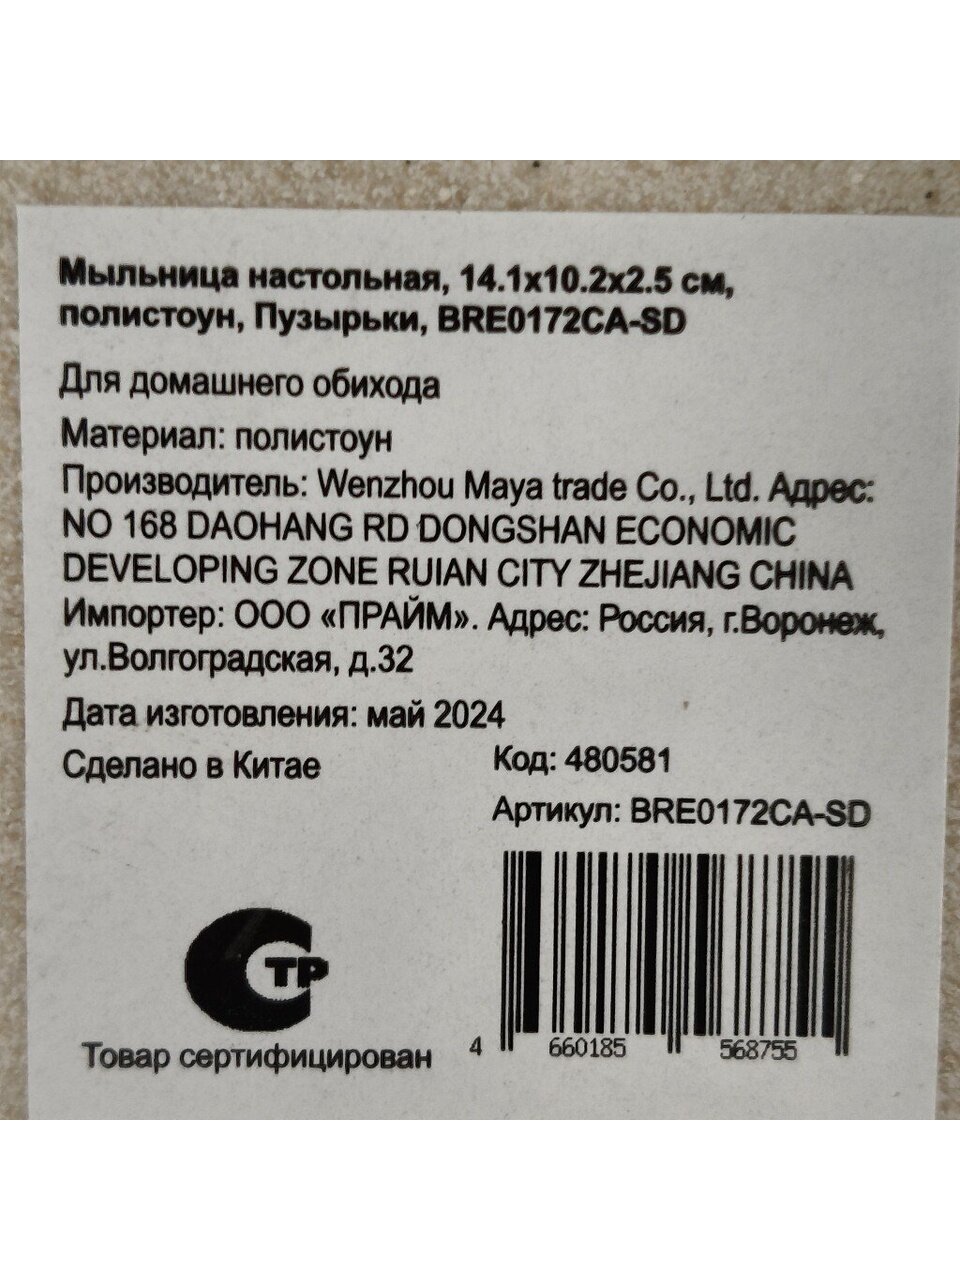 Мыльница настольная, 14.1х10.2х2.5 см,
полистоун, Пузырьки, BRE0172CA-SD
Для домашнего обихода
Материал: полистоун
Производитель: Wenzhou Maya trade Co., Ltd. Адрес:
NO 168 DAOHANG RD DONGSHAN ECONOMIC
DEVELOPING ZONE RUIAN CITY ZHEJIANG CHINA
Импортер: ООО «ПРАЙМ». Адрес: Россия, г.Воронеж,
ул.Волгоградская, д.32
Дата изготовления: май 2024
Сделано в Китае
Код: 480581
Артикул: BRE0172CA-SD
СТР
Товар сертифицирован
4 660185 568755